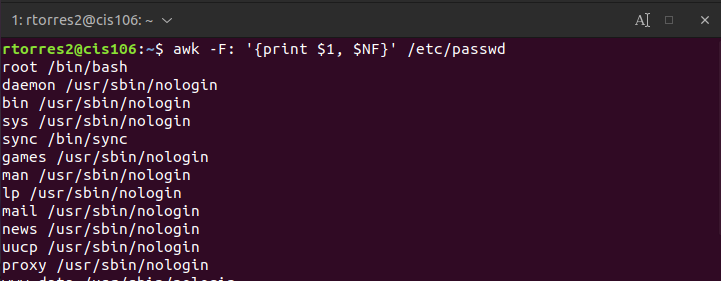 1: rtorres2@cis106: ~
rtorres2@cis106:~$ awk -F: '{print $1, $NF}' /etc/passwd
root /bin/bash
daemon /usr/sbin/nologin
bin /usr/sbin/nologin
sys /usr/sbin/nologin
sync /bin/sync
games /usr/sbin/nologin
man /usr/sbin/nologin
lp /usr/sbin/nologin
mail /usr/sbin/nologin
news /usr/sbin/nologin
uucp /usr/sbin/nologin
proxy /usr/sbin/nologin